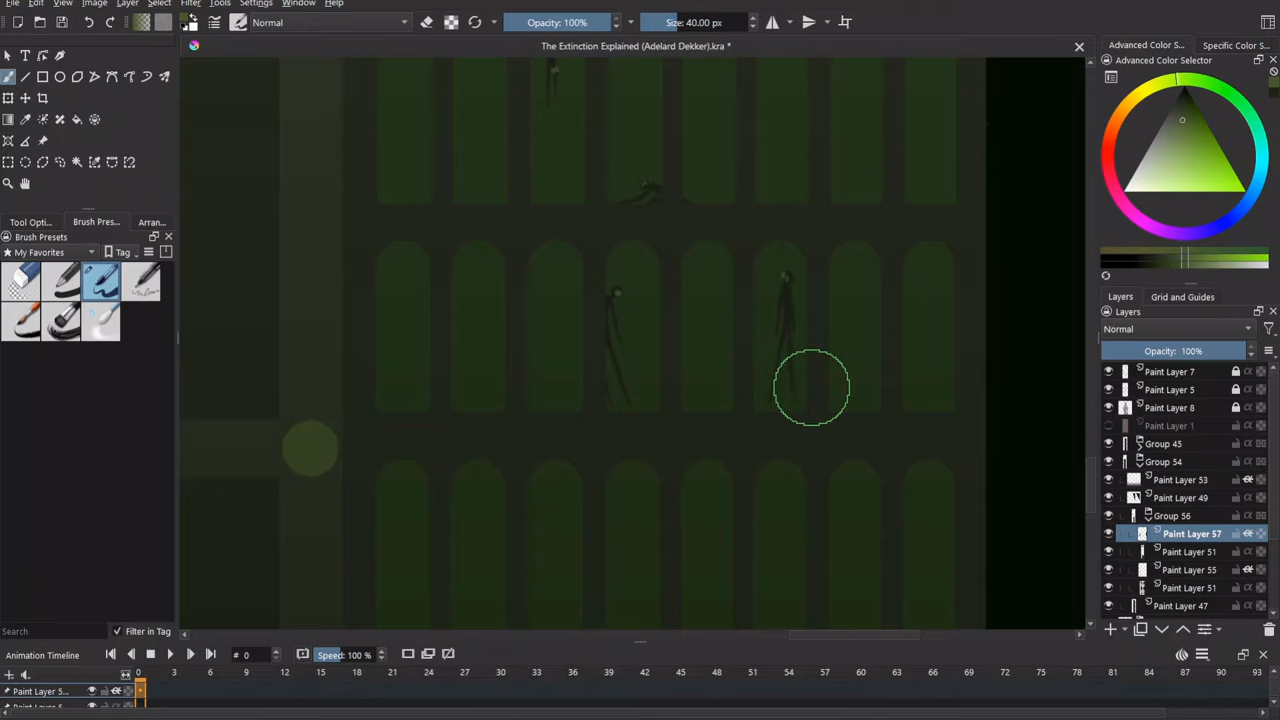 File Edit View Image Layer Select Filter Tools Settings Window Help
Normal Opacity: 100% Size: 40.00 px
The Extinction Explained (Adelard Dekker).kra *
Advanced Color S... Specific Color S...
Advanced Color Selector
Tool Opti... Brush Pres... Arran...
Brush Presets
My Favorites Tag
Layers Grid and Guides
Layers
Normal
Opacity: 100%
Paint Layer 7
Paint Layer 5
Paint Layer 8
Paint Layer 1
Group 45
Group 54
Paint Layer 53
Paint Layer 49
Group 56
Paint Layer 57
Paint Layer 51
Paint Layer 55
Paint Layer 51
Paint Layer 47
Search Filter in Tag
Animation Timeline # 0 Speed: 100 %
0 3 6 9 12 15 18 21 24 27 30 33 36 39 42 45 48 51 54 57 60 63 66 69 72 75 78 81 84 87 90 93
Paint Layer 5...